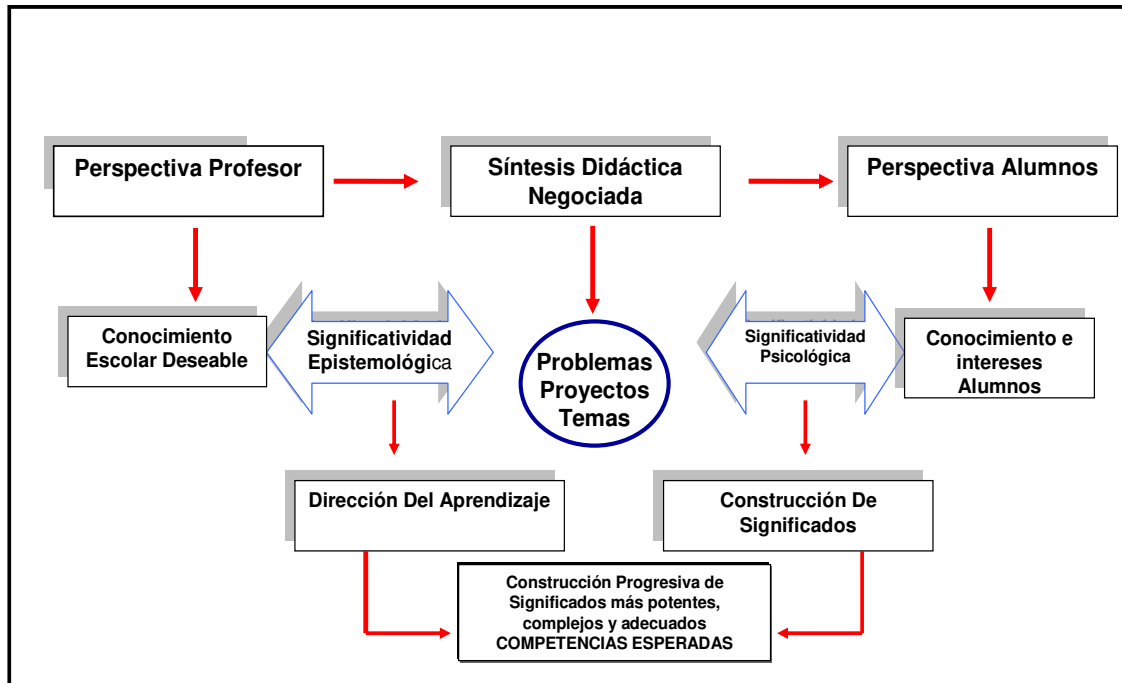 Perspectiva Profesor
Síntesis Didáctica
Negociada
Perspectiva Alumnos
Conocimiento
Escolar Deseable
Significatividad
Epistemológica
Problemas
Proyectos
Temas
Significatividad
Psicológica
Conocimiento e
intereses
Alumnos
Dirección Del Aprendizaje
Construcción De
Significados
Construcción Progresiva de
Significados más potentes,
complejos y adecuados
COMPETENCIAS ESPERADAS